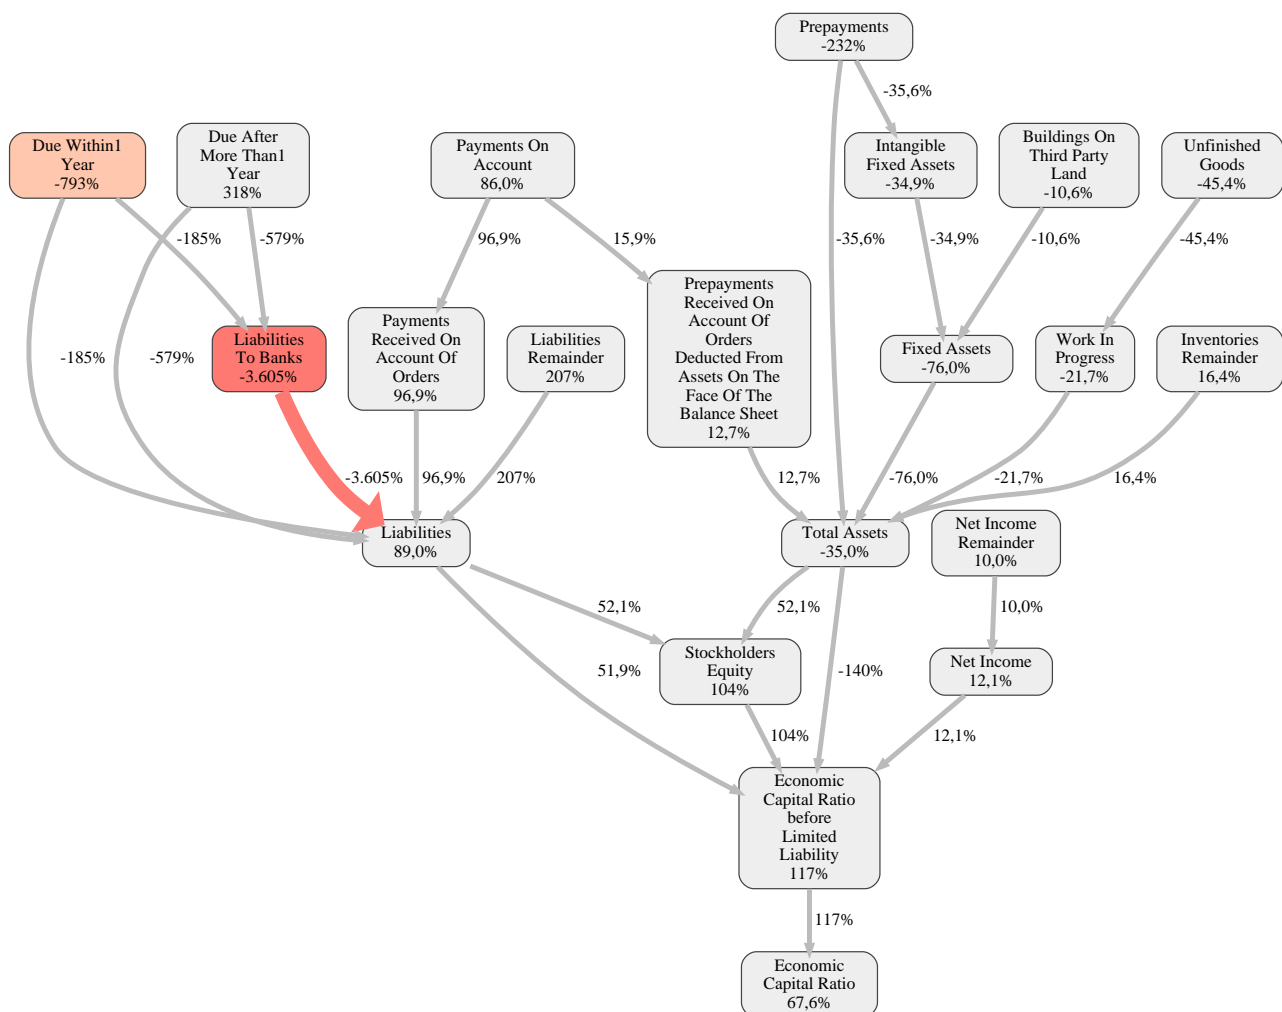 Prepayments
-232%
-35,6%
Due Within1
Year
-793%
Due After
More Than1
Year
318%
Payments On
Account
86,0%
Intangible
Fixed Assets
-34,9%
Buildings On
Third Party
Land
-10,6%
Unfinished
Goods
-45,4%
-185%
-579%
96,9%
15,9%
-35,6%
-34,9%
-10,6%
-45,4%
Liabilities
To Banks
-3.605%
Payments
Received On
Account Of
Orders
96,9%
Liabilities
Remainder
207%
Prepayments
Received On
Account Of
Orders
Deducted From
Assets On The
Face Of The
Balance Sheet
12,7%
Fixed Assets
-76,0%
Work In
Progress
-21,7%
Inventories
Remainder
16,4%
-185%
-579%
-3.605%
96,9%
207%
12,7%
-76,0%
-21,7%
16,4%
Liabilities
89,0%
Total Assets
-35,0%
Net Income
Remainder
10,0%
52,1%
52,1%
10,0%
51,9%
Stockholders
Equity
104%
-140%
Net Income
12,1%
104%
12,1%
Economic
Capital Ratio
before
Limited
Liability
117%
117%
Economic
Capital Ratio
67,6%